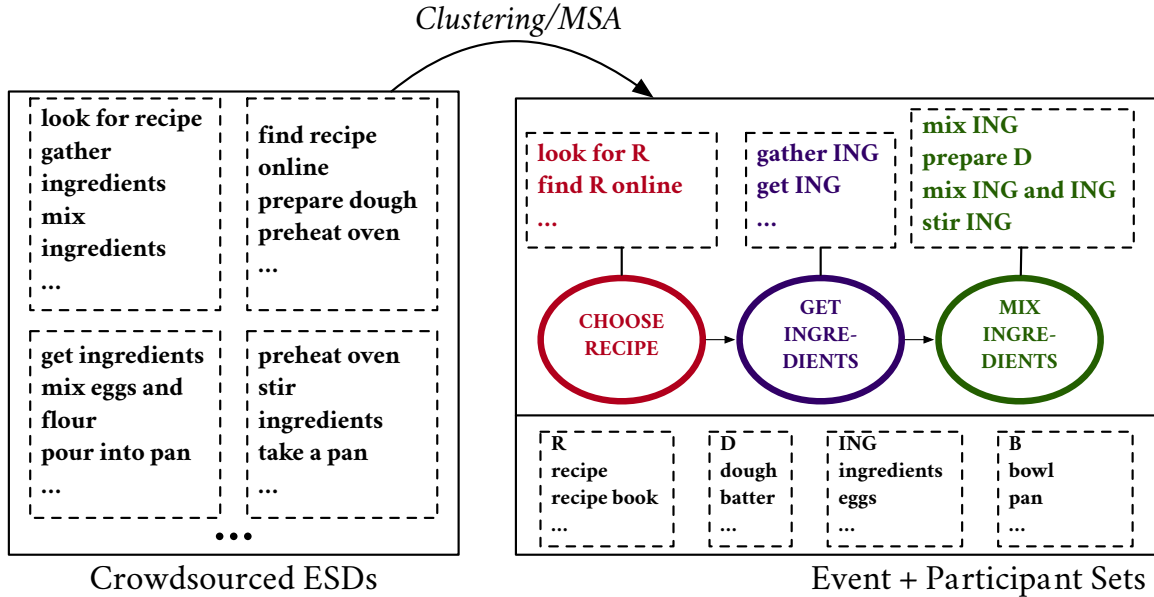 Clustering/MSA
look for recipe
gather
ingredients
mix
ingredients
...
find recipe
online
prepare dough
preheat oven
...
get ingredients
mix eggs and
flour
pour into pan
...
preheat oven
stir
ingredients
take a pan
...
...
Crowdsourced ESDs
look for R
find R online
...
gather ING
get ING
...
mix ING
prepare D
mix ING and ING
stir ING
CHOOSE
RECIPE
GET
INGRE-
DIENTS
MIX
INGRE-
DIENTS
R
recipe
recipe book
...
D
dough
batter
...
ING
ingredients
eggs
...
B
bowl
pan
...
Event + Participant Sets